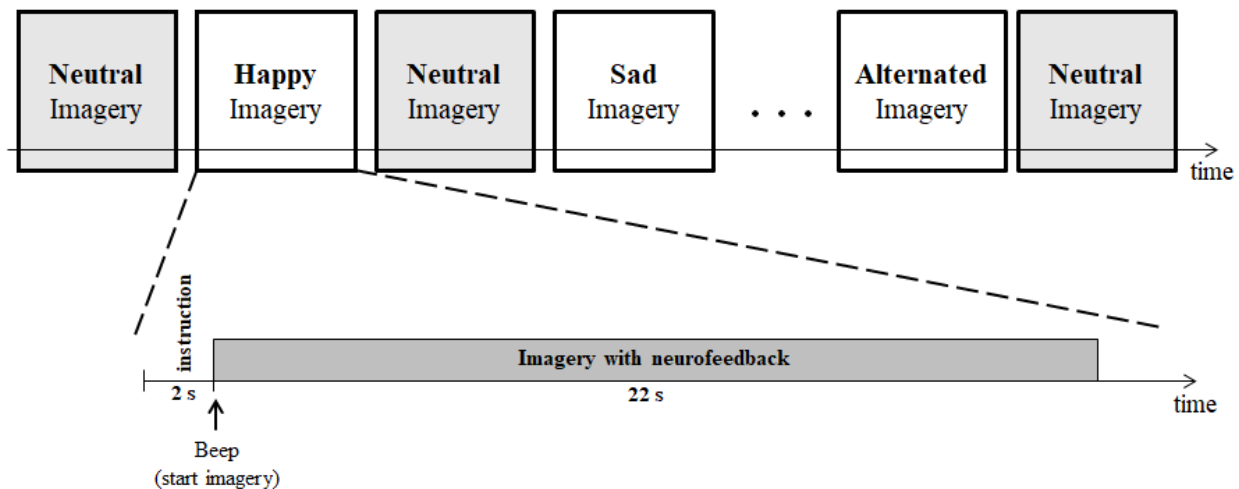 Neutral
Imagery
Happy
Imagery
Neutral
Imagery
Sad
Imagery
. . .
Alternated
Imagery
Neutral
Imagery
time
instruction
Imagery with neurofeedback
2 s
22 s
time
Beep
(start imagery)